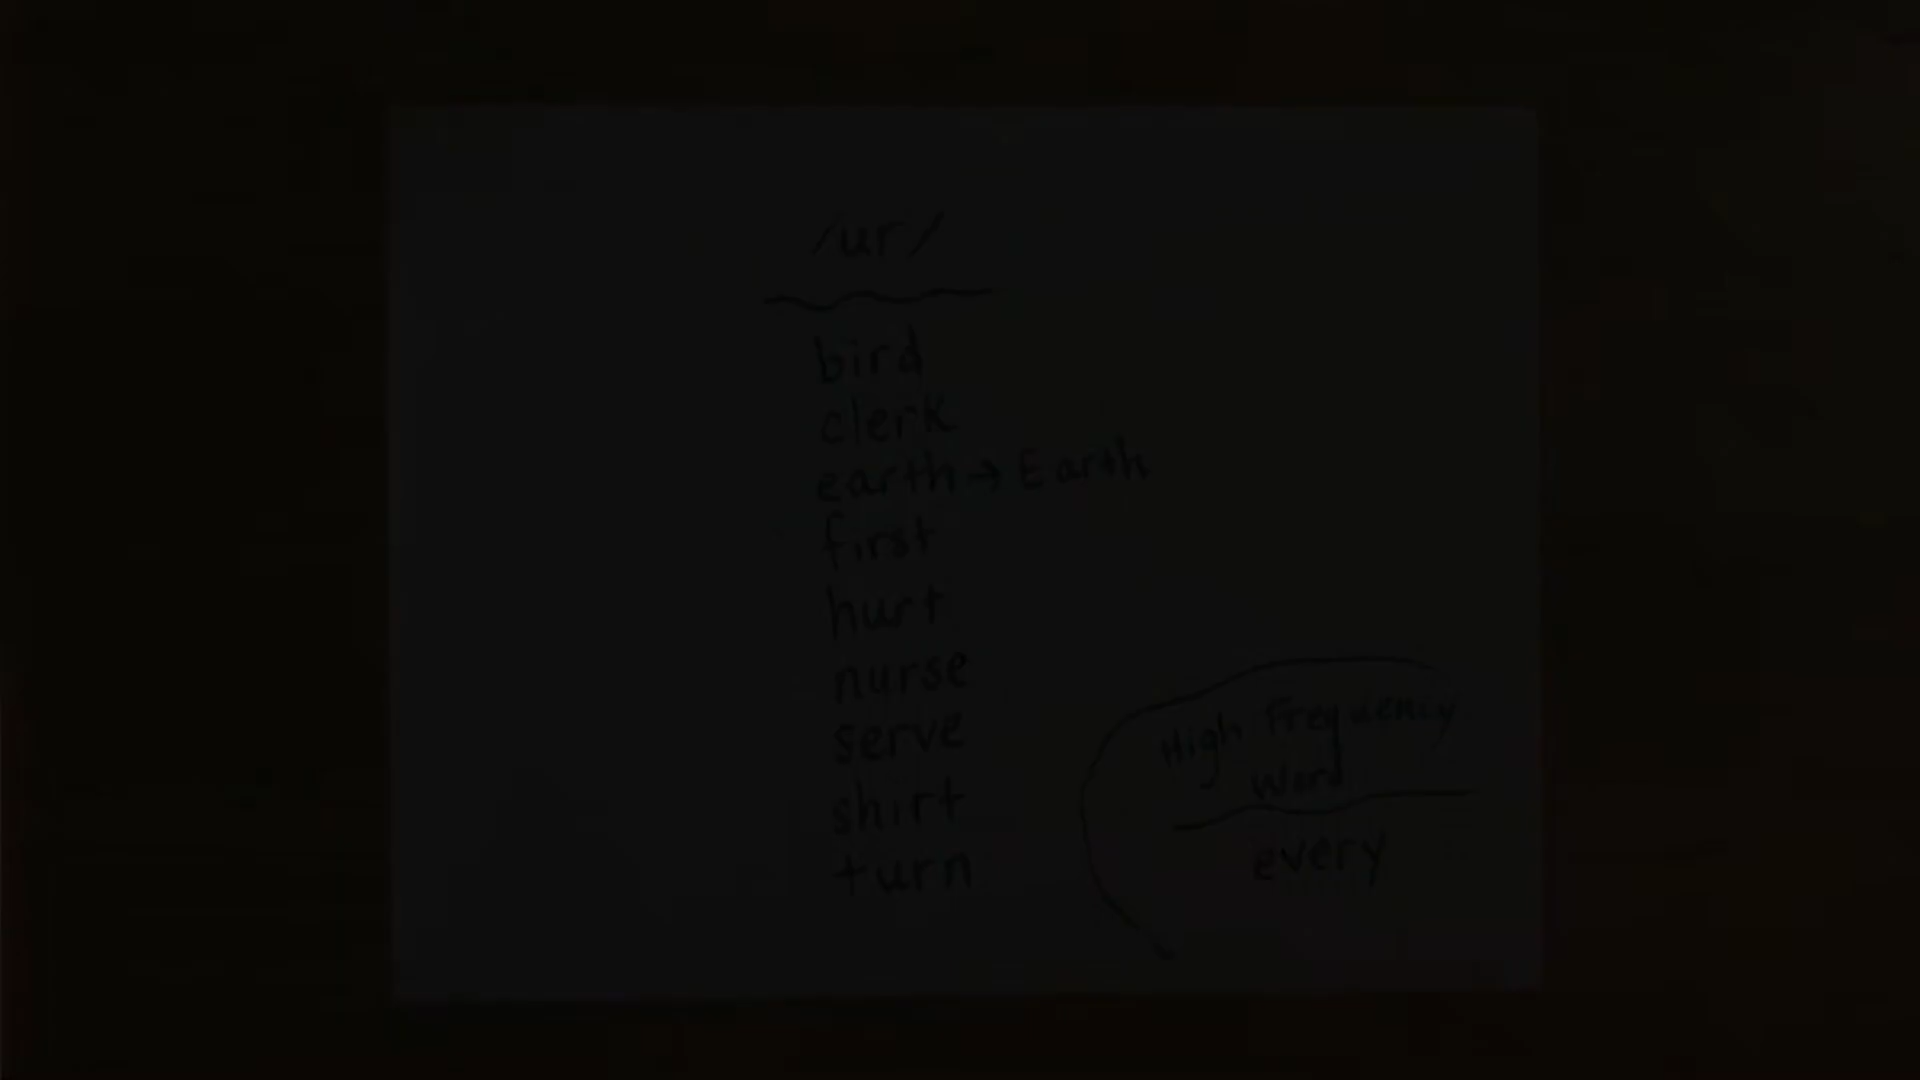 /ur/
bird
clerk
earth → Earth
first
hurt
nurse
serve
shirt
turn
High Frequency
Word
every